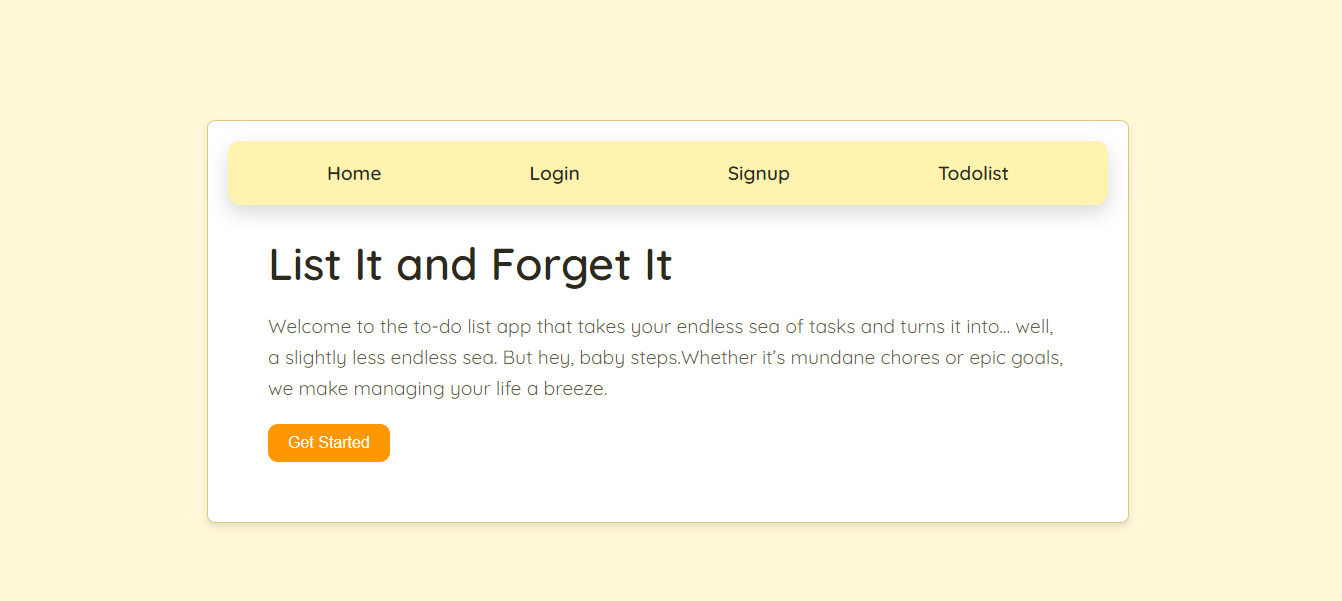 Home Login Signup Todolist
List It and Forget It
Welcome to the to-do list app that takes your endless sea of tasks and turns it into... well,
a slightly less endless sea. But hey, baby steps.Whether it’s mundane chores or epic goals,
we make managing your life a breeze.
Get Started